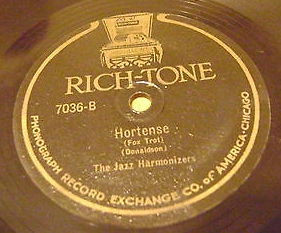 RICH-TONE
7036-B
Hortense
(Fox Trot)
(Donaldson)
The Jazz Harmonizers
PHONOGRAPH RECORD EXCHANGE CO. of AMERICA-CHICAGO